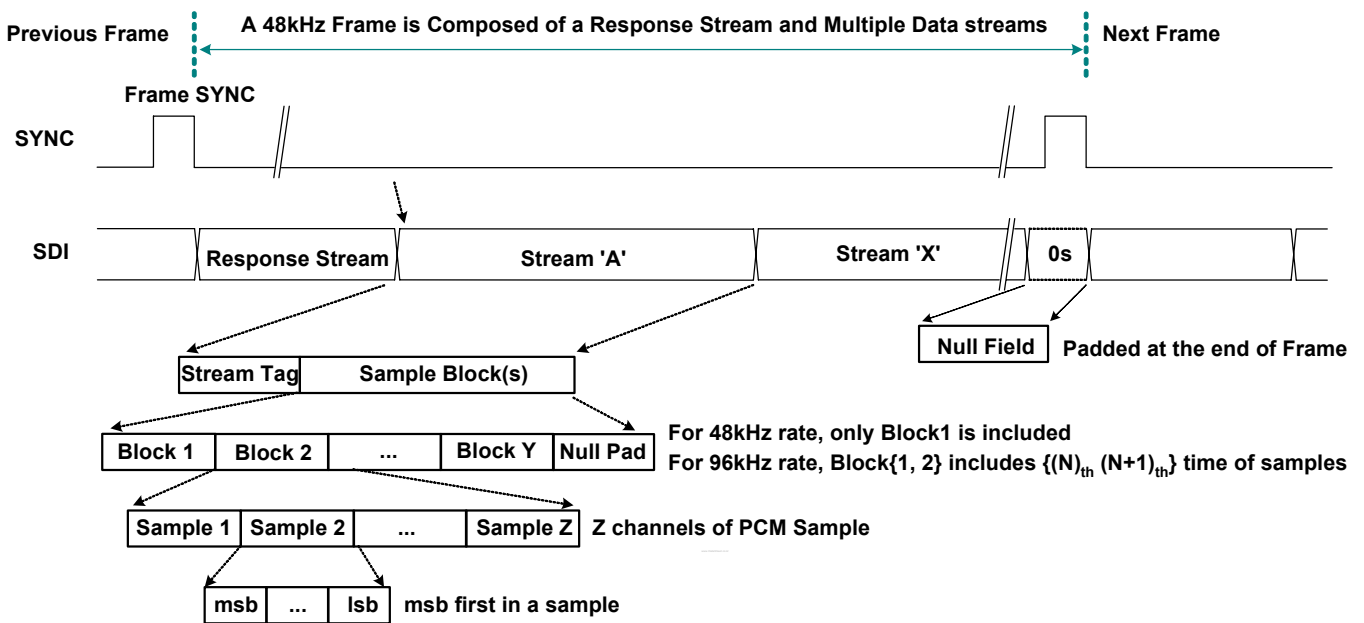 A 48kHz Frame is Composed of a Response Stream and Multiple Data streams
Previous Frame
Next Frame
Frame SYNC
SYNC
SDI
Response Stream
Stream 'A'
Stream 'X'
0s
Null Field
Padded at the end of Frame
Stream Tag
Sample Block(s)
Block 1
Block 2
...
Block Y
Null Pad
For 48kHz rate, only Block1 is included
For 96kHz rate, Block{1, 2} includes {(N)th (N+1)th} time of samples
Sample 1
Sample 2
...
Sample Z
Z channels of PCM Sample
msb
...
lsb
msb first in a sample